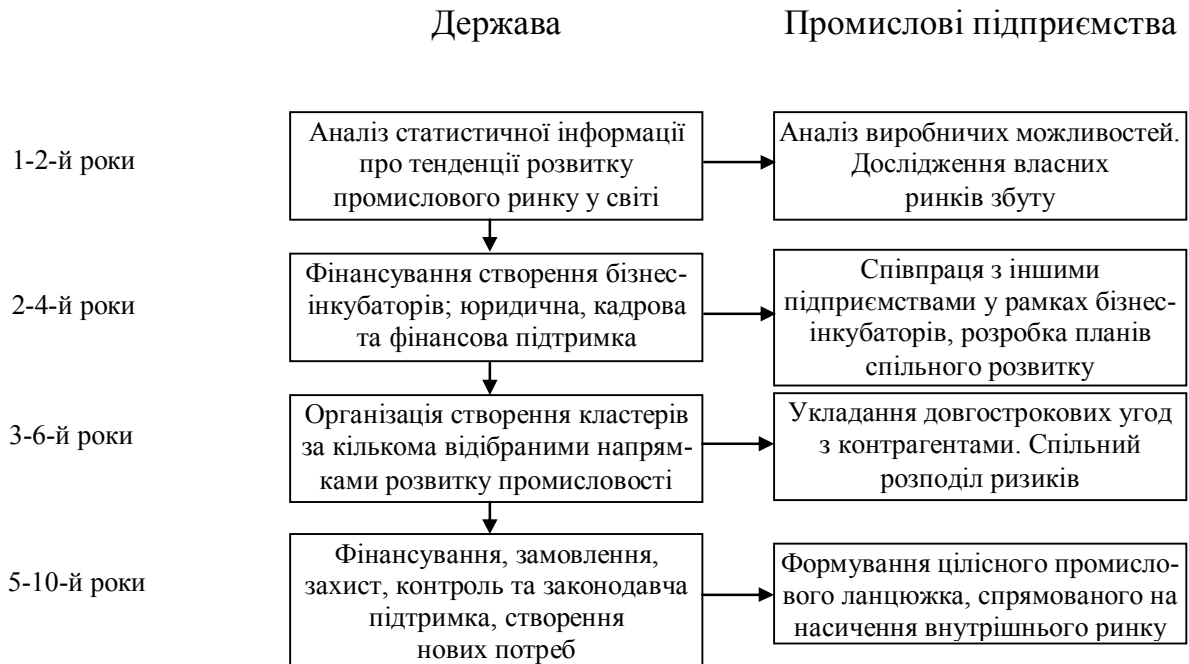 Держава
Промислові підприємства
1-2-й роки
Аналіз статистичної інформації
про тенденції розвитку
промислового ринку у світі
Аналіз виробничих можливостей.
Дослідження власних
ринків збуту
2-4-й роки
Фінансування створення бізнес-
інкубаторів; юридична, кадрова
та фінансова підтримка
Співпраця з іншими
підприємствами у рамках бізнес-
інкубаторів, розробка планів
спільного розвитку
3-6-й роки
Організація створення кластерів
за кількома відібраними напрям-
ками розвитку промисловості
Укладання довгострокових угод
з контрагентами. Спільний
розподіл ризиків
5-10-й роки
Фінансування, замовлення,
захист, контроль та законодавча
підтримка, створення
нових потреб
Формування цілісного промисло-
вого ланцюжка, спрямованого на
насичення внутрішнього ринку